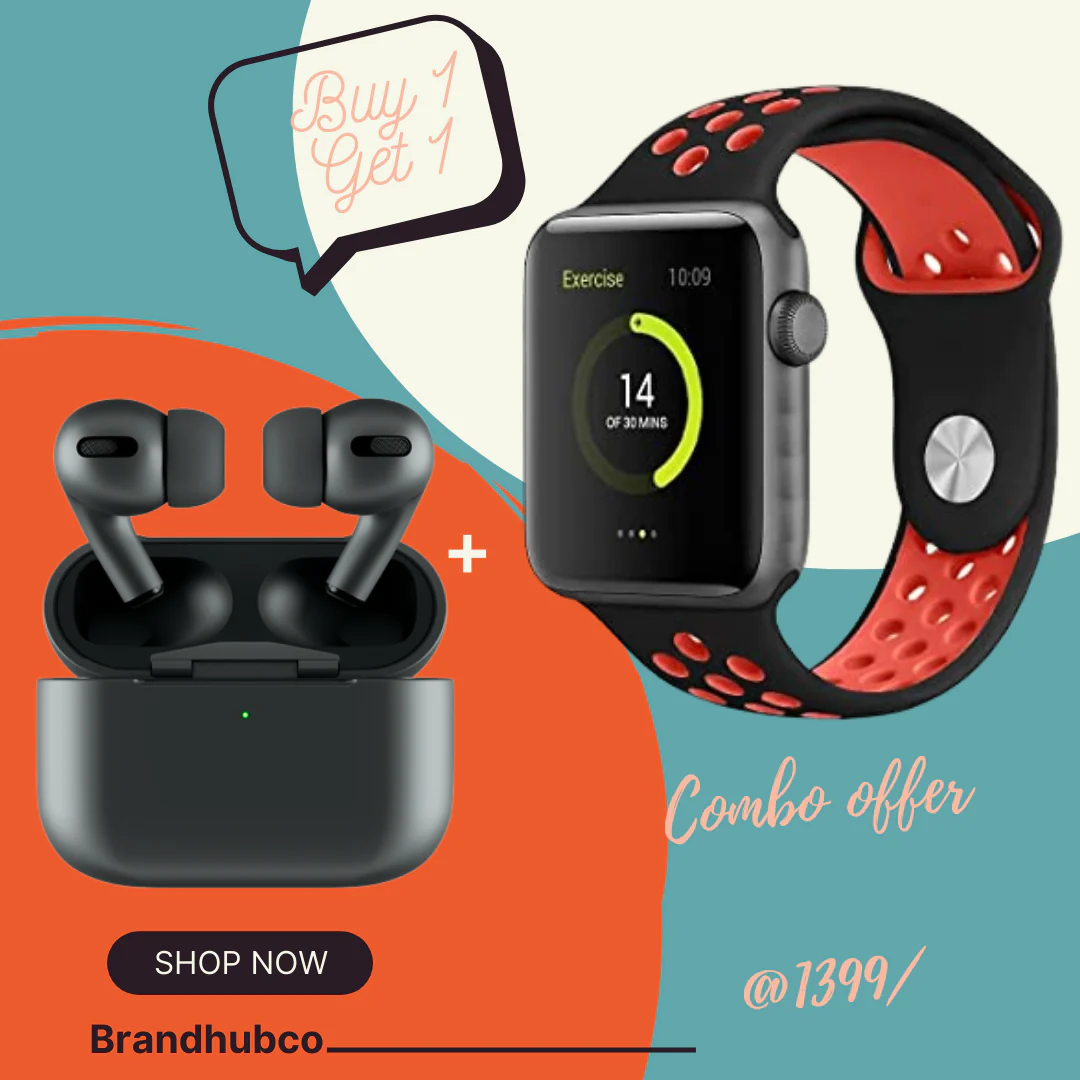 Buy 1
Get 1
Exercise 10:09
14
OF 30 MINS
+
Combo offer
@1399/
SHOP NOW
Brandhubco